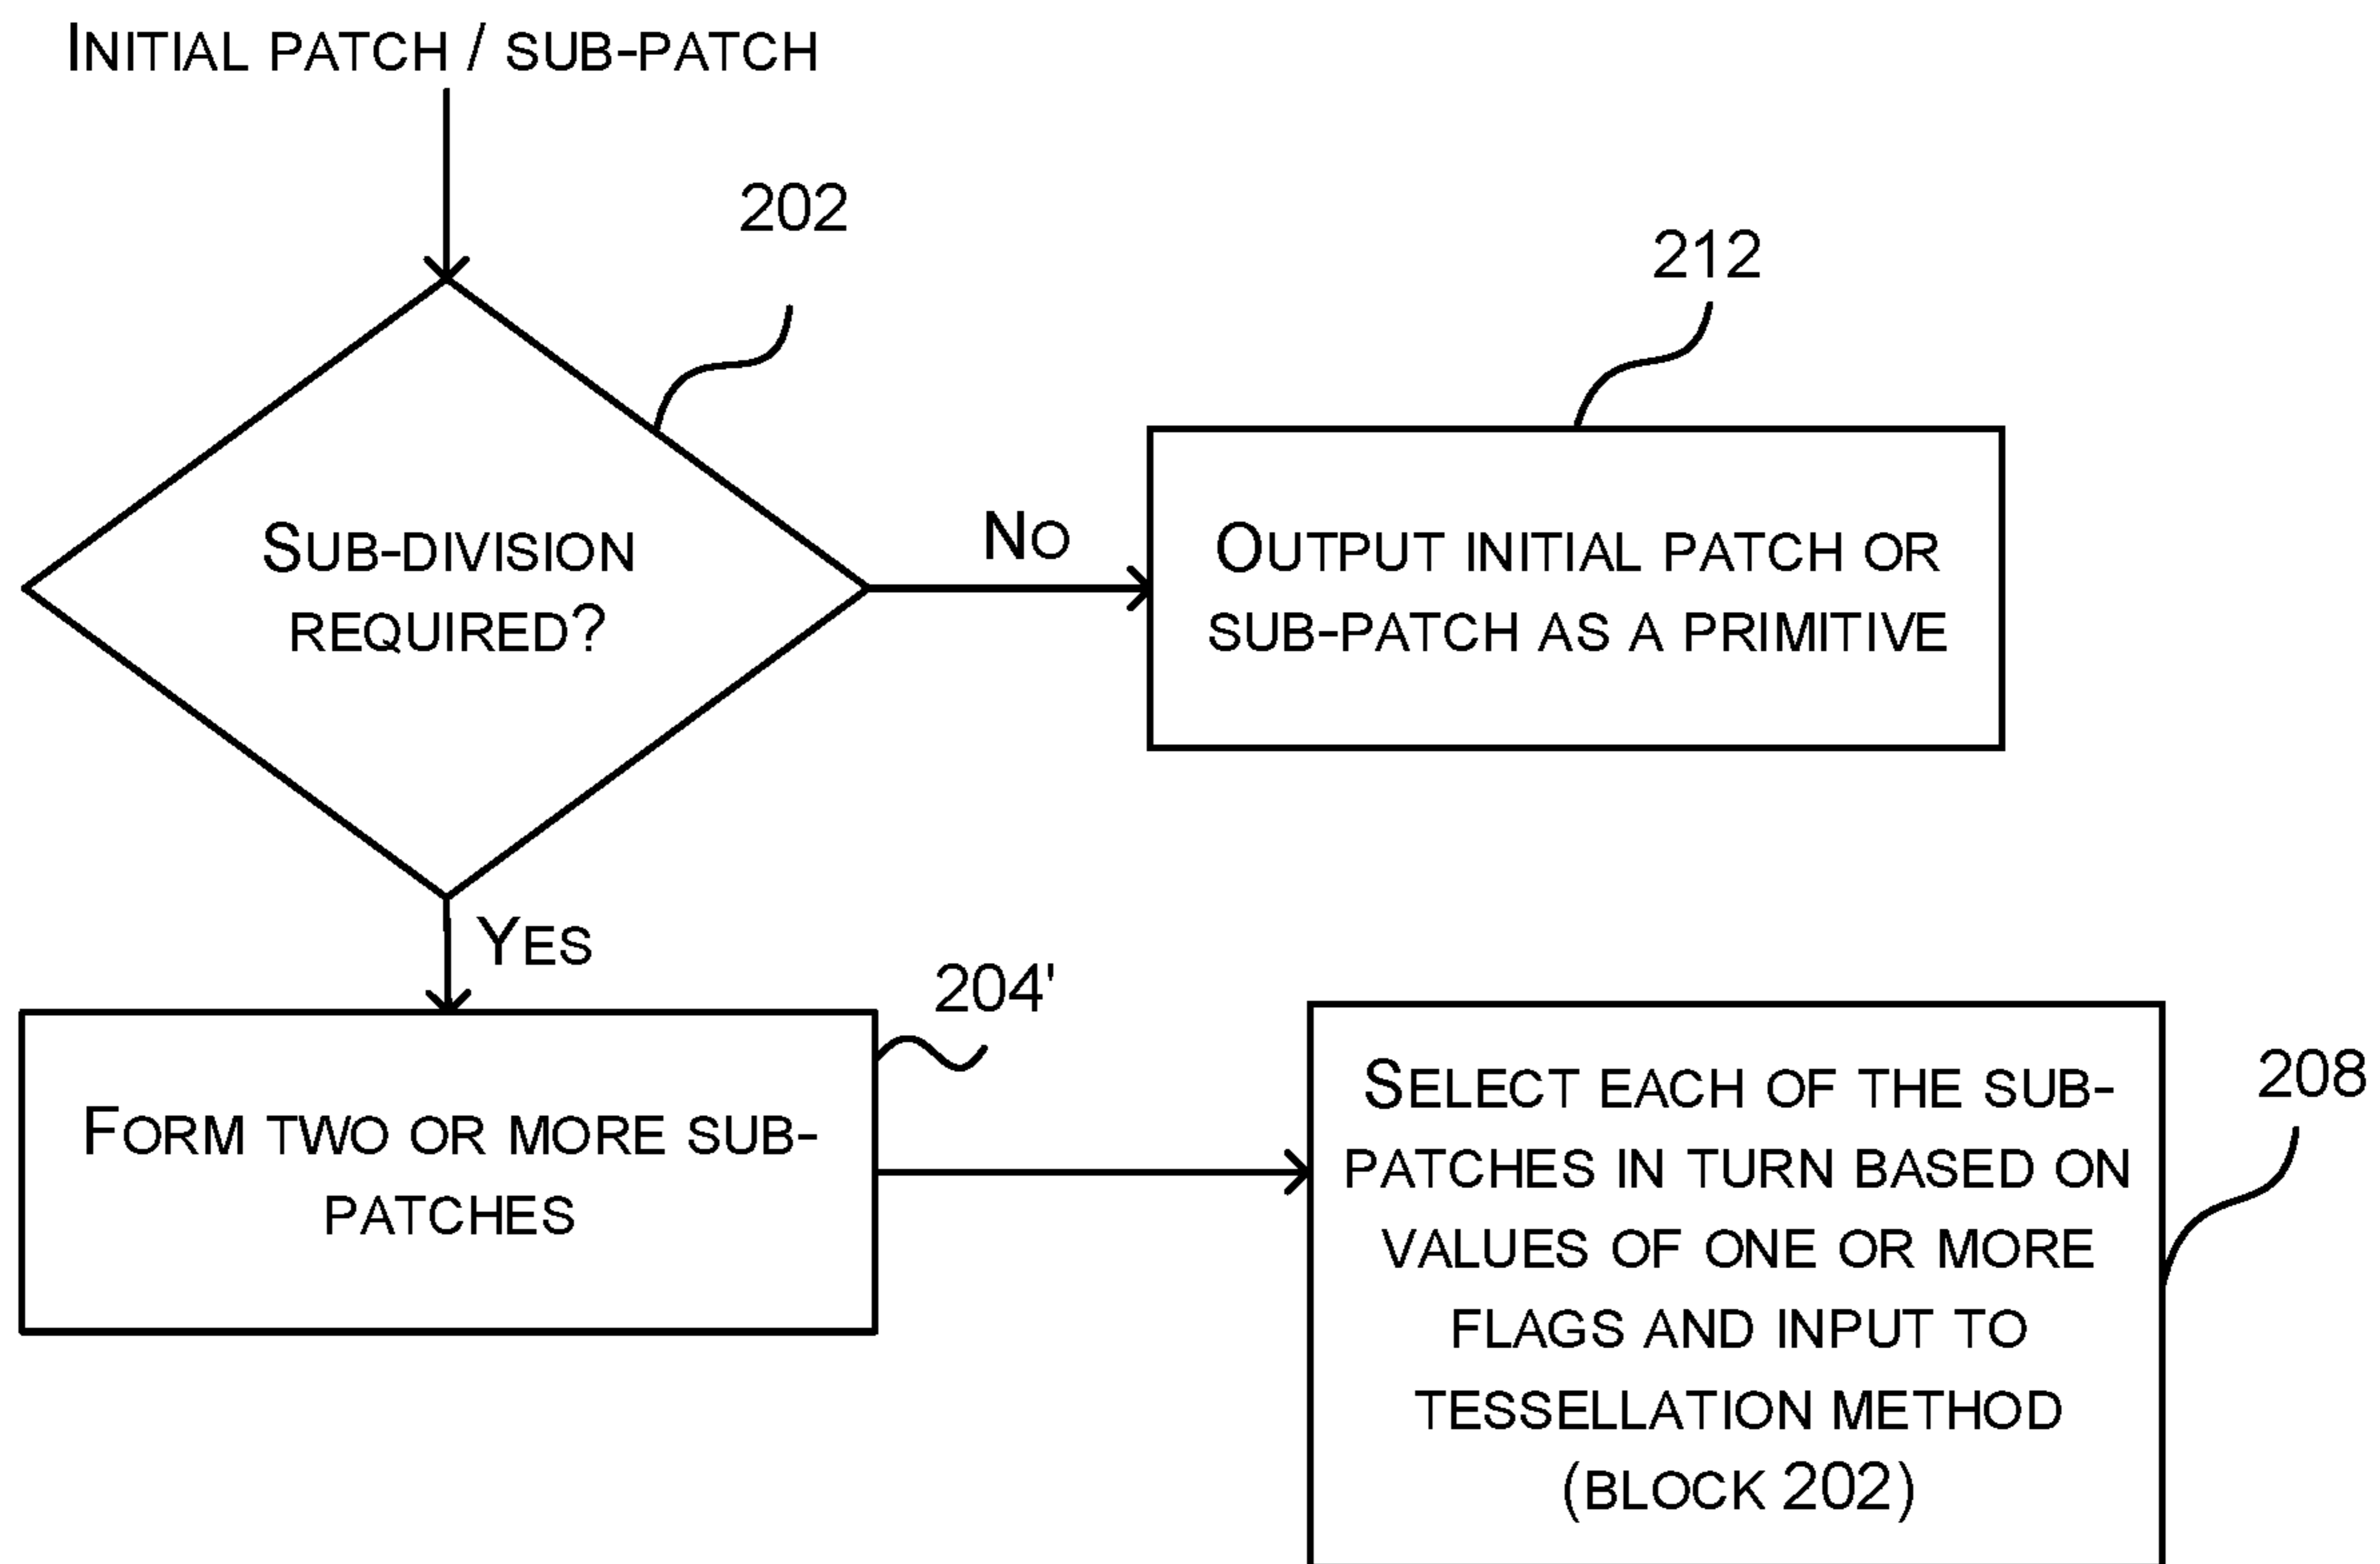 INITIAL PATCH / SUB-PATCH
202
212
SUB-DIVISION
REQUIRED?
NO
OUTPUT INITIAL PATCH OR
SUB-PATCH AS A PRIMITIVE
YES
204'
FORM TWO OR MORE SUB-
PATCHES
SELECT EACH OF THE SUB-
PATCHES IN TURN BASED ON
VALUES OF ONE OR MORE
FLAGS AND INPUT TO
TESSELLATION METHOD
(BLOCK 202)
208